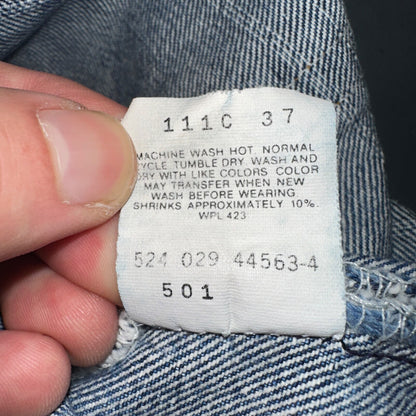 111C 37
MACHINE WASH HOT, NORMAL
CYCLE TUMBLE DRY. WASH AND
DRY WITH LIKE COLORS. COLOR
MAY TRANSFER WHEN NEW
WASH BEFORE WEARING
SHRINKS APPROXIMATELY 10%.
WPL 423
524 029 44563-4
501